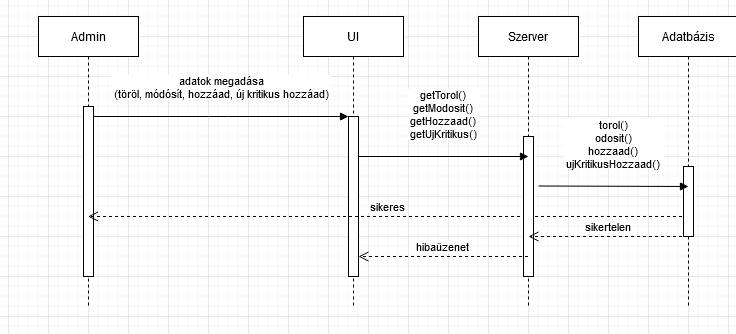 Admin
UI
Szerver
Adatbázis
adatok megadása
(töröl, módósít, hozzáad, új kritikus hozzáad)
getTorol()
getModosit()
getHozzaad()
getUjKritikus()
torol()
odosit()
hozzaad()
ujKritikusHozzaad()
sikeres
sikertelen
hibaüzenet